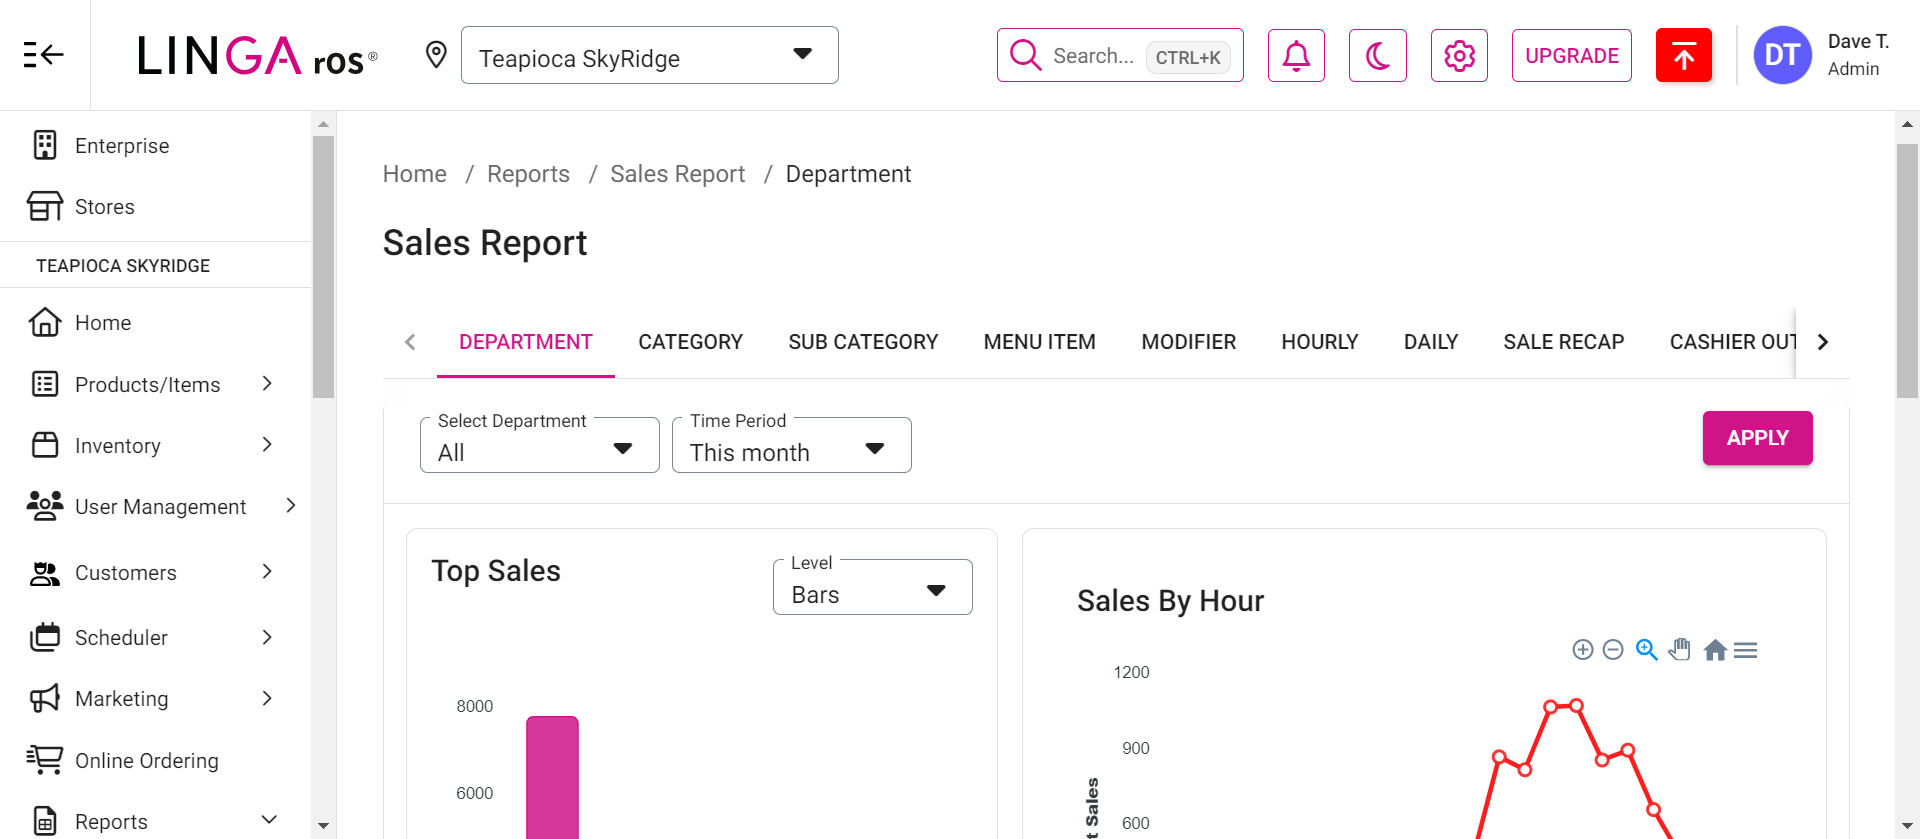 LINGA ros®
Teapioca SkyRidge
Search... CTRL+K
UPGRADE
DT
Dave T.
Admin
Enterprise
Stores
TEAPIOCA SKYRIDGE
Home
Products/Items
Inventory
User Management
Customers
Scheduler
Marketing
Online Ordering
Reports
Home / Reports / Sales Report / Department
Sales Report
DEPARTMENT CATEGORY SUB CATEGORY MENU ITEM MODIFIER HOURLY DAILY SALE RECAP CASHIER OUT
Select Department
All
Time Period
This month
APPLY
Top Sales
Level
Bars
8000
6000
Sales By Hour
1200
900
600
t Sales